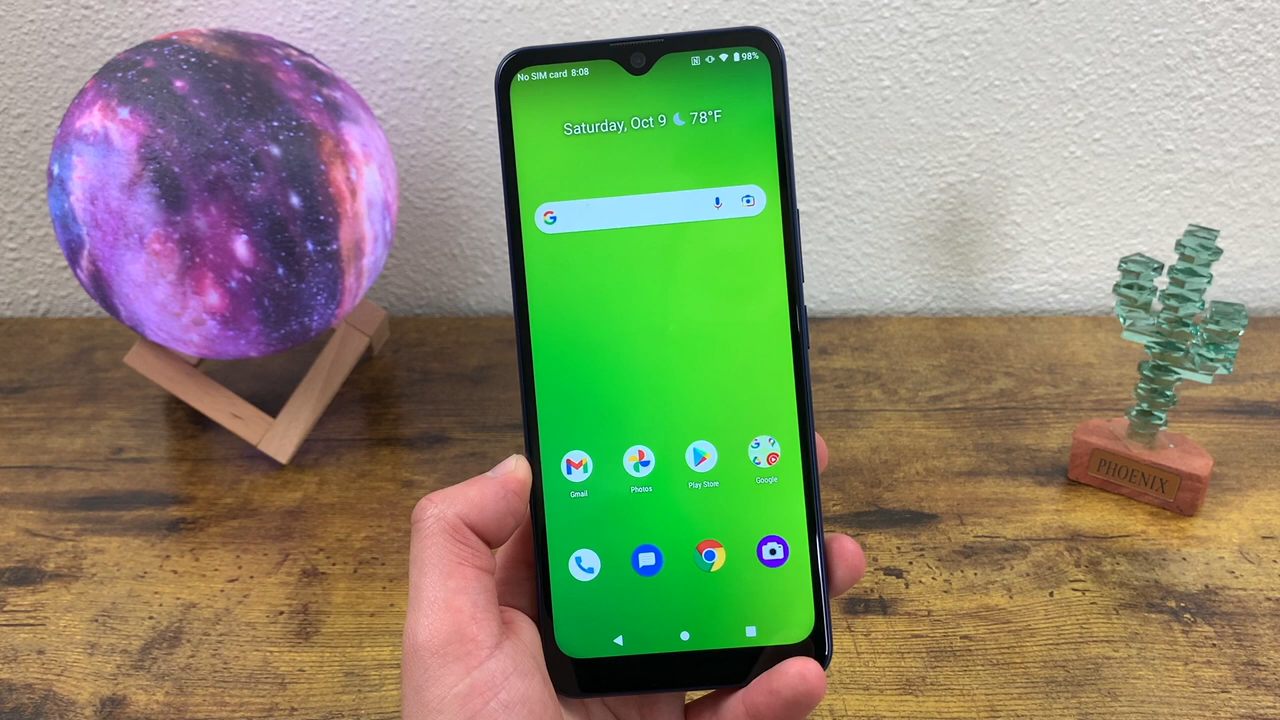 No SIM card 8:08
98%
Saturday, Oct 9 78°F
Gmail
Photos
Play Store
Google
PHOENIX